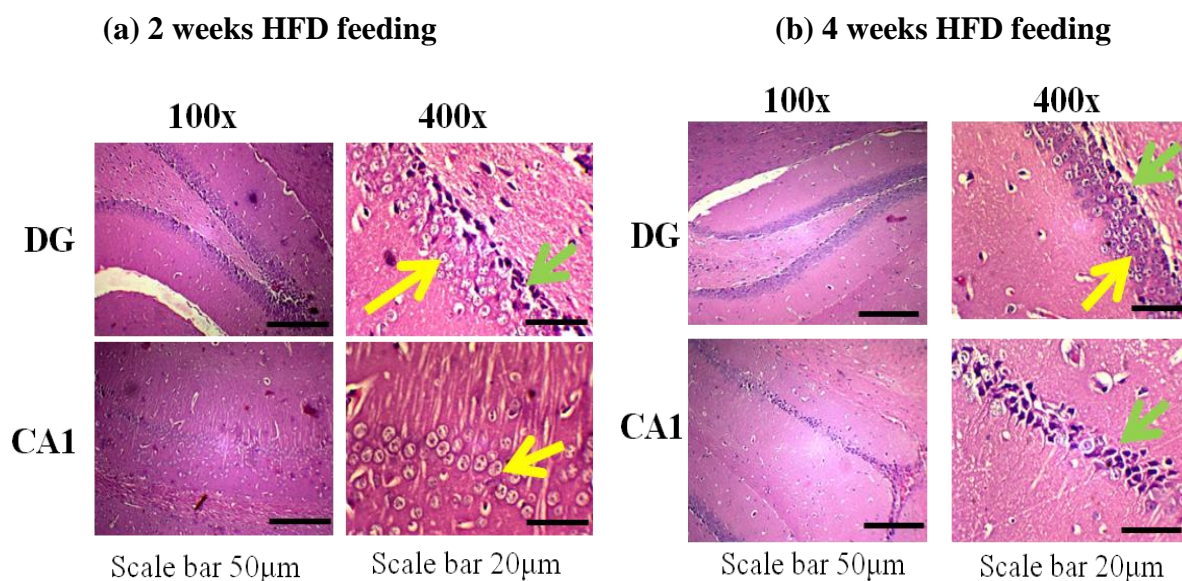 (a) 2 weeks HFD feeding
100x 400x
DG
CA1
Scale bar 50μm Scale bar 20μm
(b) 4 weeks HFD feeding
100x 400x
DG
CA1
Scale bar 50μm Scale bar 20μm